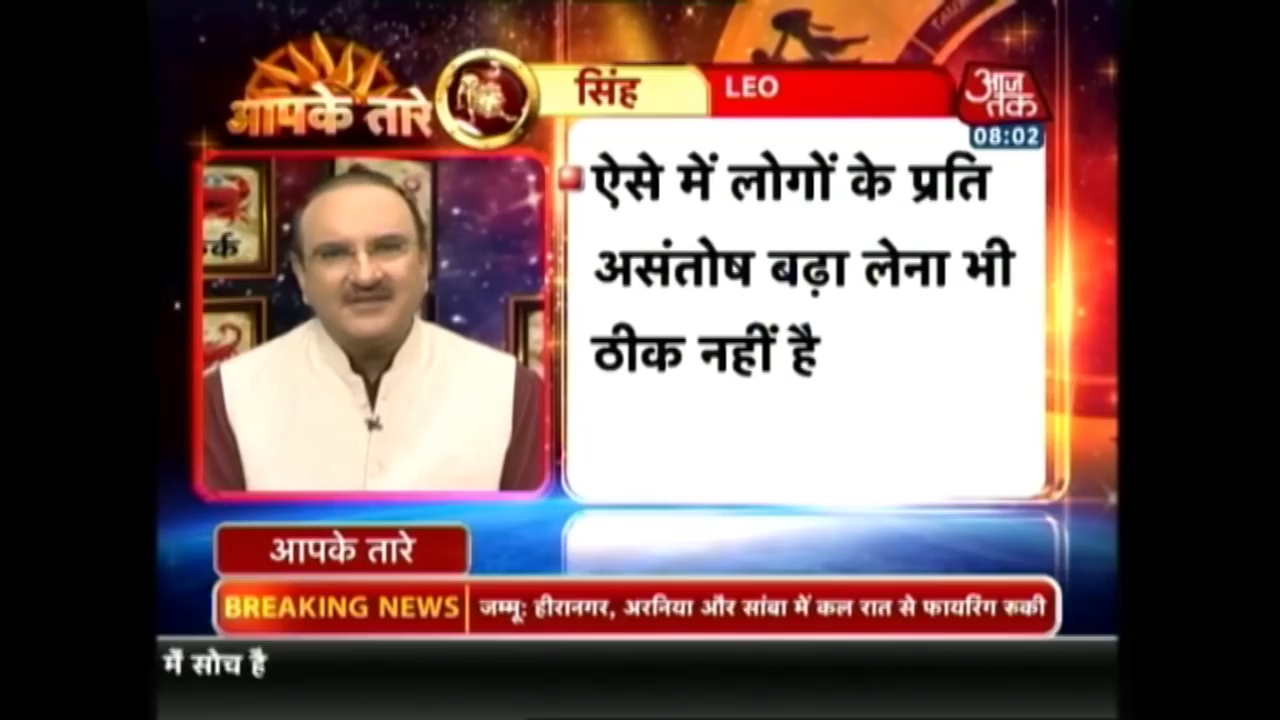 आपके तारे
सिंह
LEO
आज
तक
08:02
ऐसे में लोगों के प्रति
असंतोष बढ़ा लेना भी
ठीक नहीं है
र्क
आपके तारे
BREAKING NEWS
जम्मू: हीरानगर, अरनिया और सांबा में कल रात से फायरिंग रुकी
में सोच है